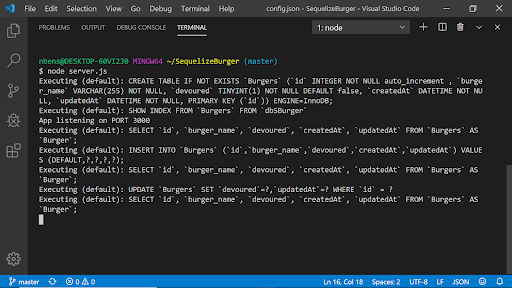 File Edit Selection View Go Debug Terminal Help config.json - SequelizeBurger - Visual Studio Code
PROBLEMS OUTPUT DEBUG CONSOLE TERMINAL 1: node
nbens@DESKTOP-60VI2J0 MINGW64 ~/SequelizeBurger (master)
$ node server.js
Executing (default): CREATE TABLE IF NOT EXISTS `Burgers` (`id` INTEGER NOT NULL auto_increment , `burge
r_name` VARCHAR(255) NOT NULL, `devoured` TINYINT(1) NOT NULL DEFAULT false, `createdAt` DATETIME NOT NU
LL, `updatedAt` DATETIME NOT NULL, PRIMARY KEY (`id`)) ENGINE=InnoDB;
Executing (default): SHOW INDEX FROM `Burgers` FROM `dbSBurger`
App listening on PORT 3000
Executing (default): SELECT `id`, `burger_name`, `devoured`, `createdAt`, `updatedAt` FROM `Burgers` AS
`Burger`;
Executing (default): INSERT INTO `Burgers` (`id`,`burger_name`,`devoured`,`createdAt`,`updatedAt`) VALUE
S (DEFAULT,?,?,?,?);
Executing (default): SELECT `id`, `burger_name`, `devoured`, `createdAt`, `updatedAt` FROM `Burgers` AS
`Burger`;
Executing (default): UPDATE `Burgers` SET `devoured`=?,`updatedAt`=? WHERE `id` = ?
Executing (default): SELECT `id`, `burger_name`, `devoured`, `createdAt`, `updatedAt` FROM `Burgers` AS
`Burger`;
master 0 0 Ln 16, Col 18 Spaces: 2 UTF-8 LF JSON